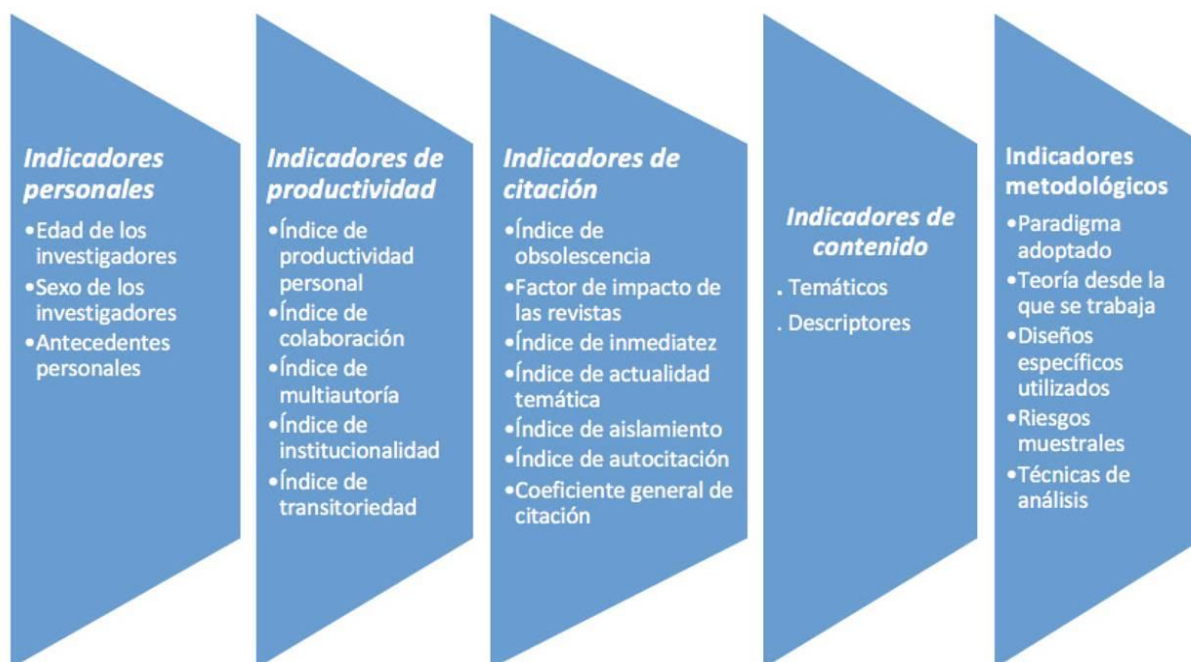 Indicadores
personales
•Edad de los
investigadores
•Sexo de los
investigadores
•Antecedentes
personales
Indicadores de
productividad
•Índice de
productividad
personal
•Índice de
colaboración
•Índice de
multiautoría
•Índice de
institucionalidad
•Índice de
transitoriedad
Indicadores de
citación
•Índice de
obsolescencia
•Factor de impacto de
las revistas
•Índice de inmediatez
•Índice de actualidad
temática
•Índice de aislamiento
•Índice de autocitación
•Coeficiente general de
citación
Indicadores de
contenido
. Temáticos
. Descriptores
Indicadores
metodológicos
•Paradigma
adoptado
•Teoría desde la
que se trabaja
•Diseños
específicos
utilizados
•Riesgos
muestrales
•Técnicas de
análisis